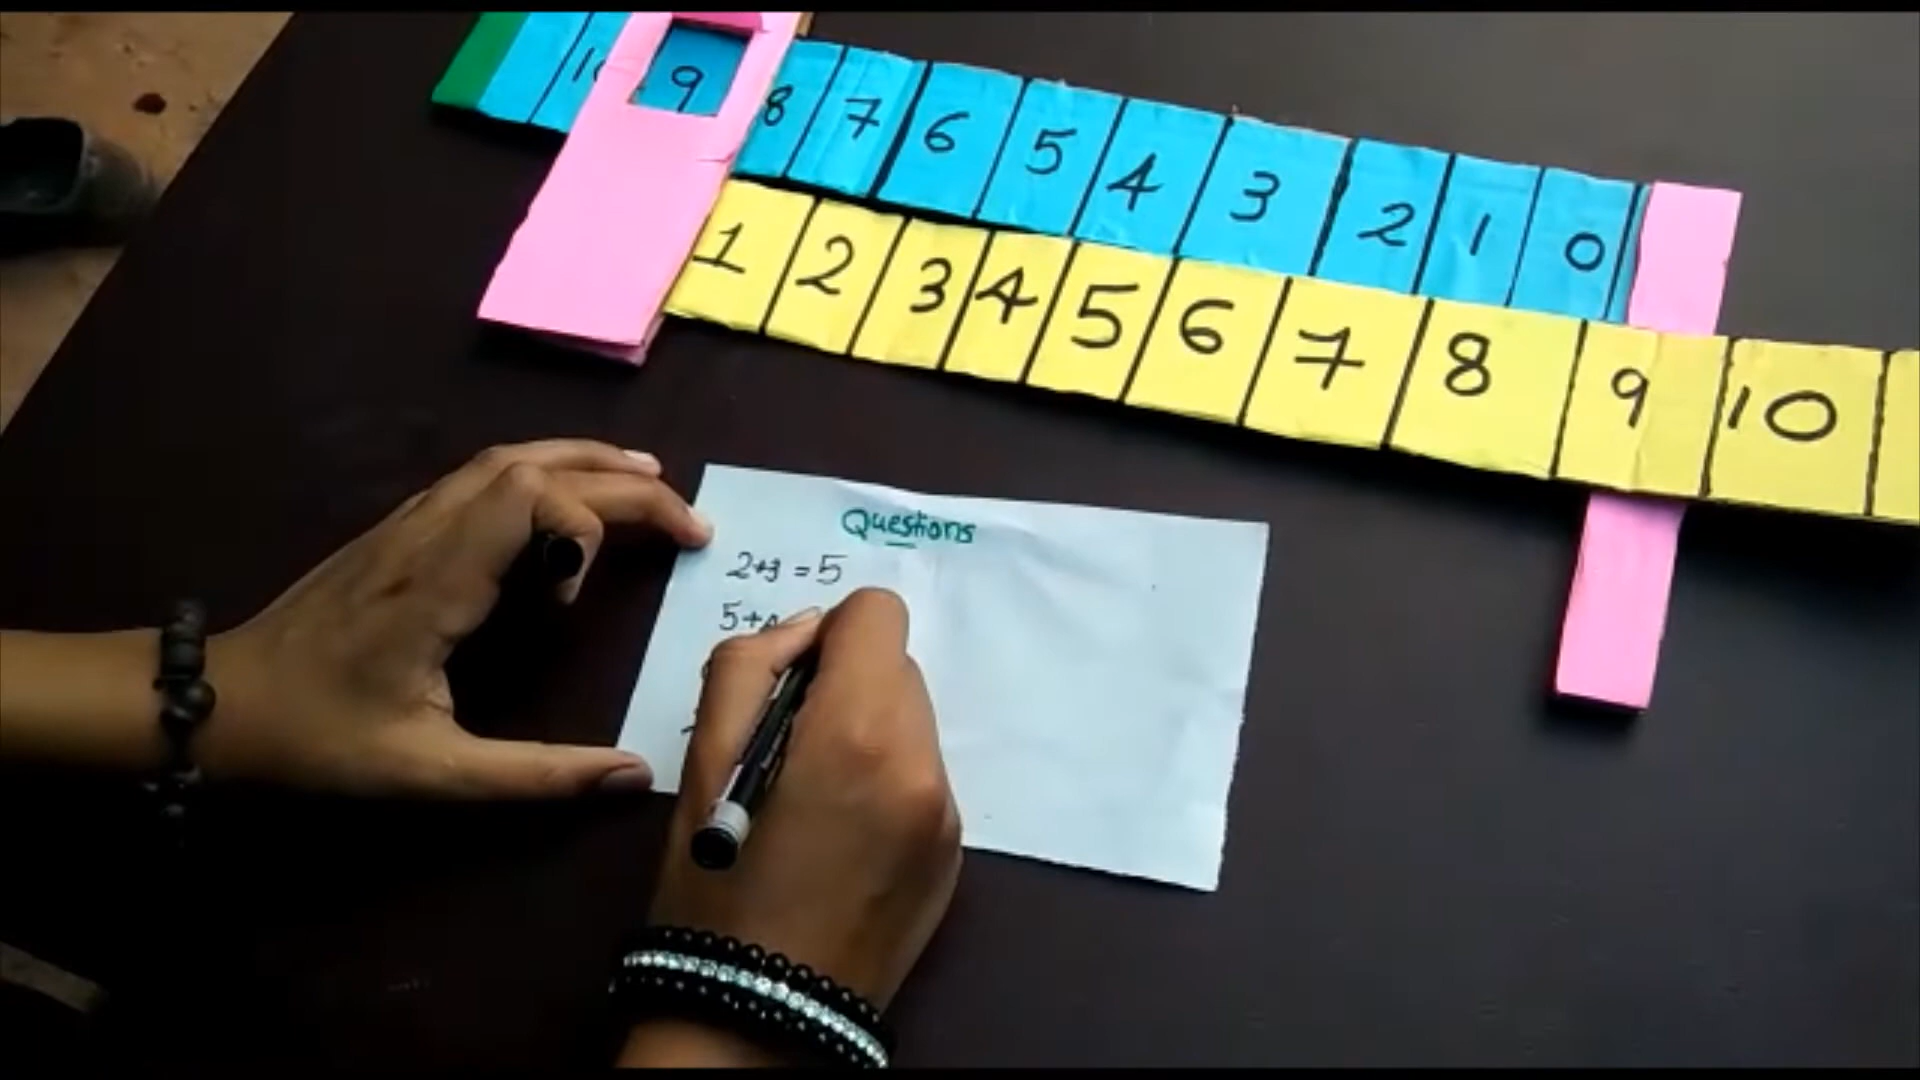 9 8 7 6 5 4 3 2 1 0
1 2 3 4 5 6 7 8 9 10
Questions
2+3 = 5
5+